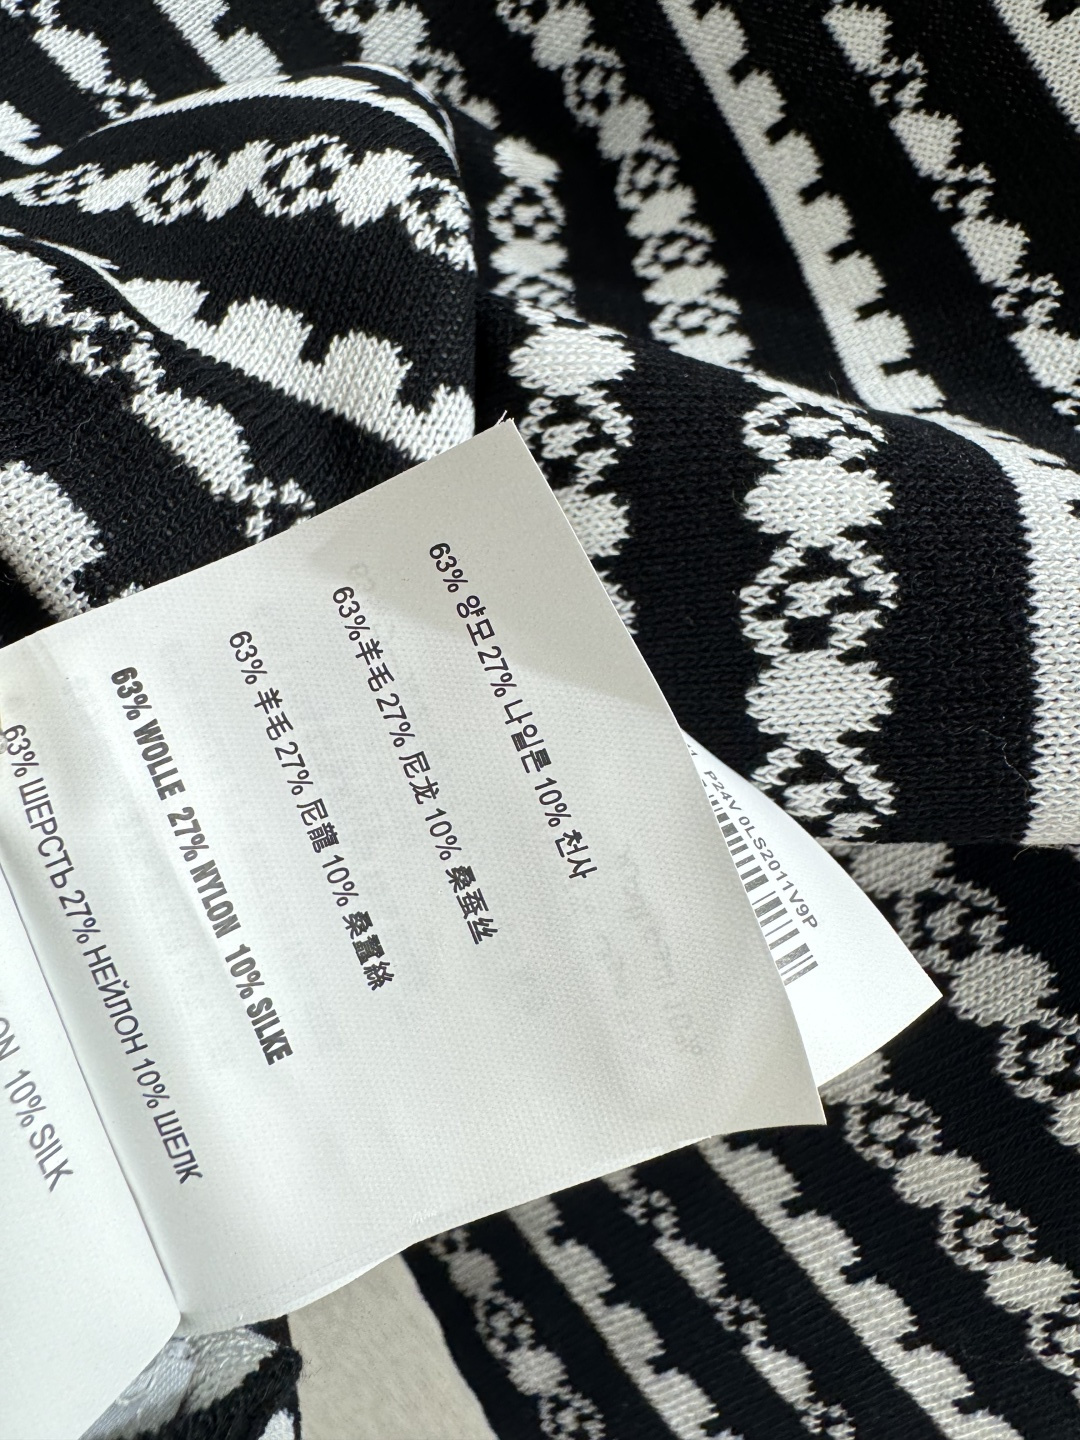 63% 양모 27% 나일론 10% 천사
63%羊毛 27% 尼龙 10% 桑蚕丝
63% 羊毛 27% 尼龍 10% 桑蠶絲
63% WOLLE 27% NYLON 10% SILKE
63% ШЕРСТЬ 27% НЕЙЛОН 10% ШЕЛК
10% SILK
P24V 0LS2011V9P